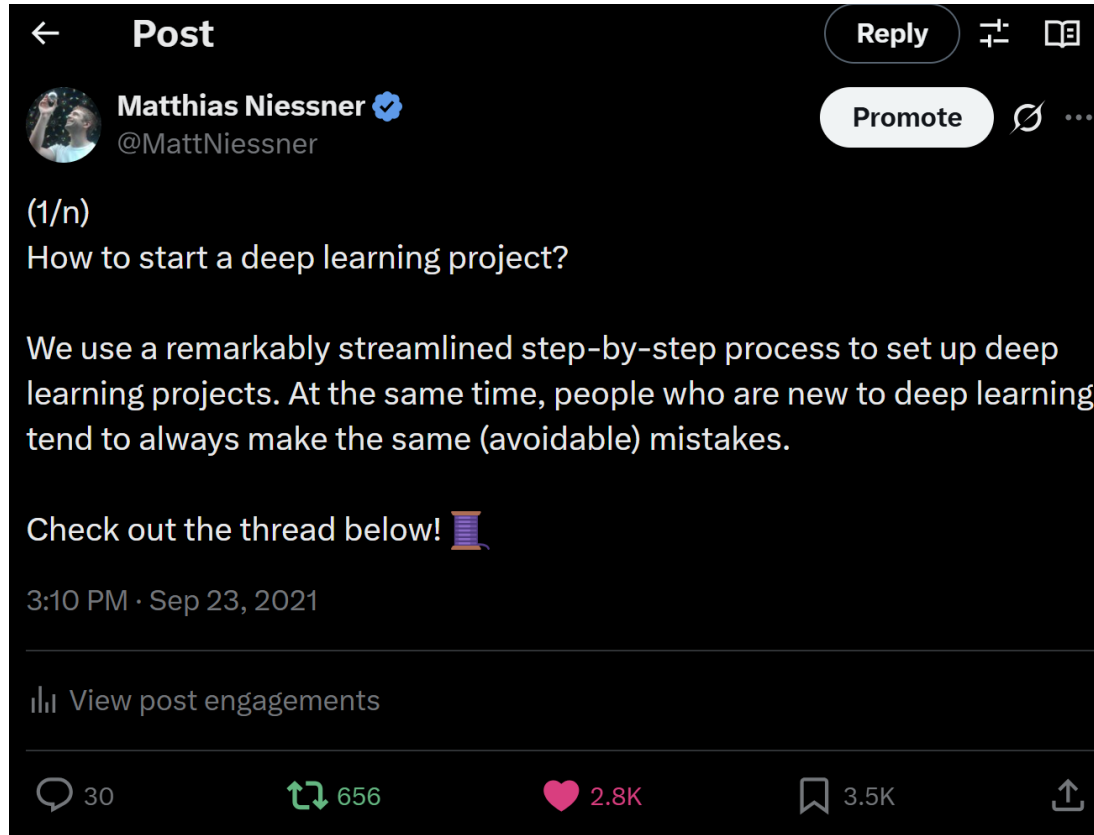 Post
Reply
Matthias Niessner
@MattNiessner
Promote
(1/n)
How to start a deep learning project?
We use a remarkably streamlined step-by-step process to set up deep
learning projects. At the same time, people who are new to deep learning
tend to always make the same (avoidable) mistakes.
Check out the thread below! 🧵
3:10 PM · Sep 23, 2021
View post engagements
30 656 2.8K 3.5K